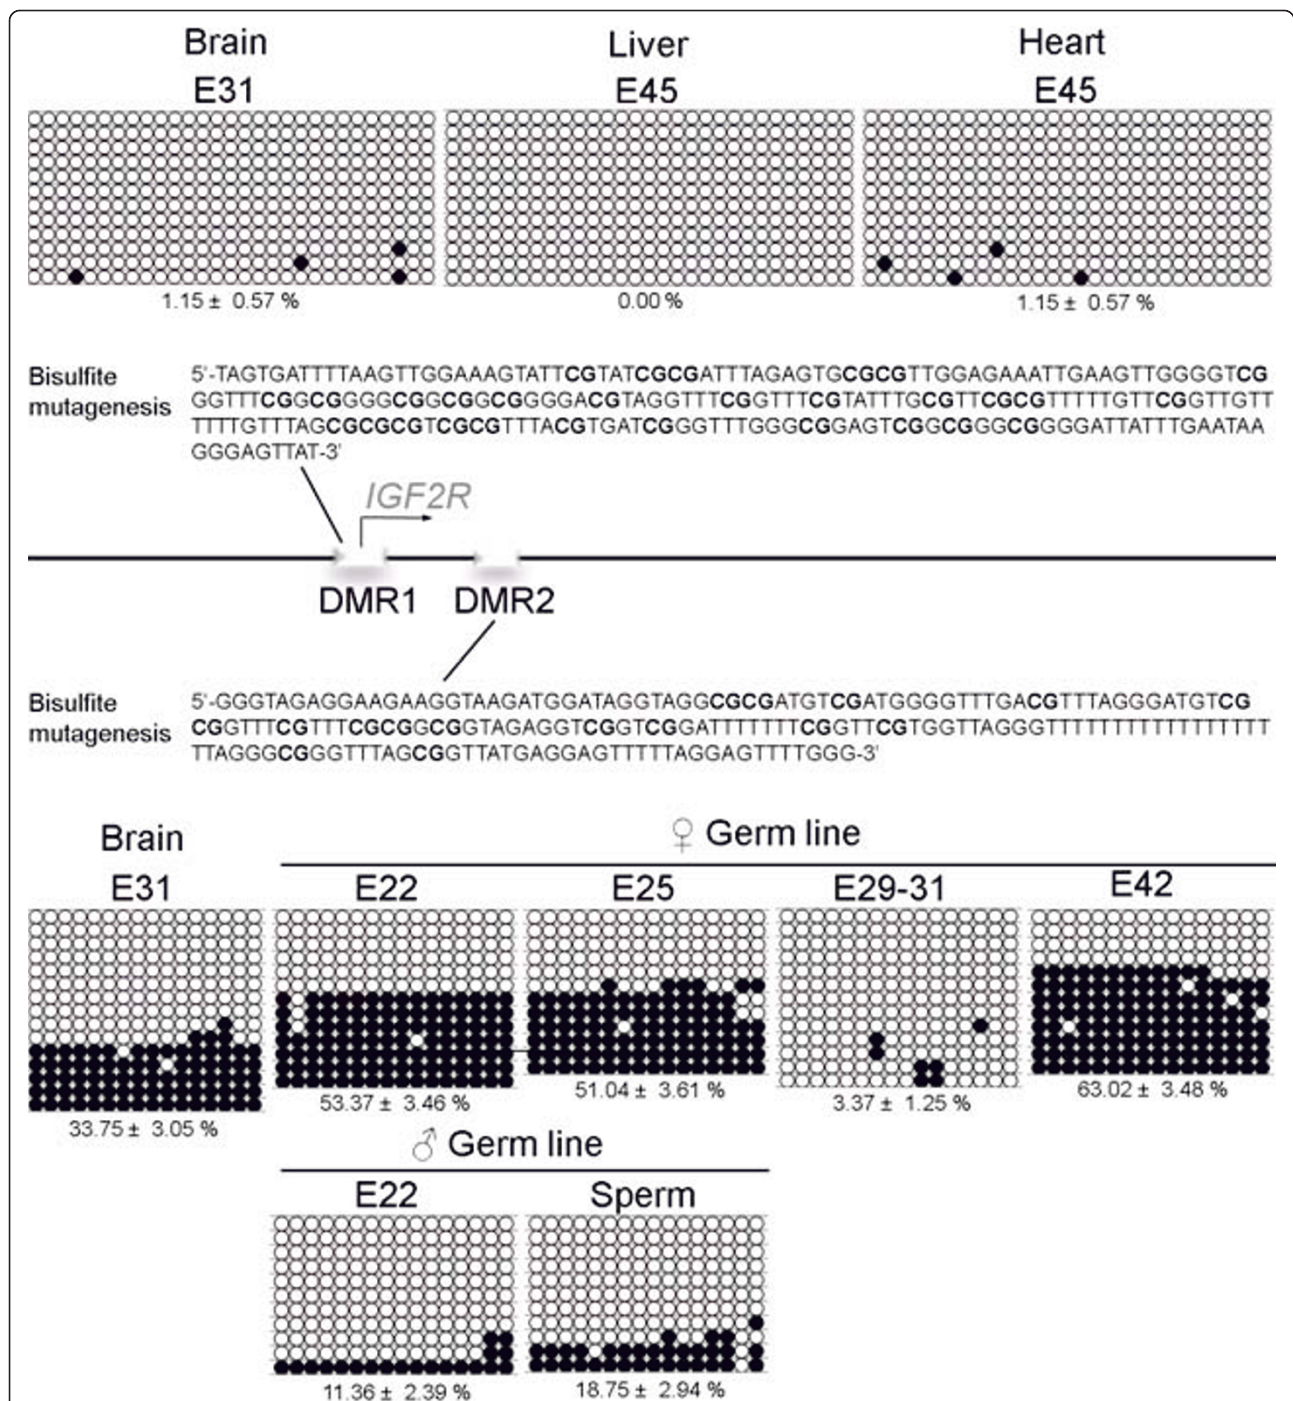 Brain
Liver
Heart
E31
E45
E45
1.15 ± 0.57 %
0.00 %
1.15 ± 0.57 %
Bisulfite
mutagenesis
5'-TAGTGATTTTAAGTTGGAAAGTATTCGTATCGCGATTTAGAGTGCGCGTTGGAGAAATTGAAGTTGGGGTCG
GGTTTCGGCGGGGCGGCGGCGGGGACGTAGGTTTCGGTTTCGTATTTGCGTTCGCGTTTTTGTTCGGTTGTT
TTTTGTTTAGCGCGCGTCGCGTTTACGTGATCGGGTTTGGGCGGAGTCGGCGGGCGGGGATTATTTGAATAA
GGGAGTTAT-3'
IGF2R
DMR1
DMR2
Bisulfite
mutagenesis
5'-GGGTAGAGGAAGAAGGTAAGATGGATAGGTAGGCGCGATGTCGATGGGGTTTGACGTTTAGGGATGTCG
CGGTTTCGTTTCGCGGCGGTAGAGGTCGGTCGGATTTTTTTCGGTTCGTGGTTAGGGTTTTTTTTTTTTTTTTT
TTAGGGCGGGTTTAGCGGTTATGAGGAGTTTTTAGGAGTTTTGGG-3'
Brain
♀ Germ line
E31
E22
E25
E29-31
E42
33.75 ± 3.05 %
53.37 ± 3.46 %
51.04 ± 3.61 %
3.37 ± 1.25 %
63.02 ± 3.48 %
♂ Germ line
E22
Sperm
11.36 ± 2.39 %
18.75 ± 2.94 %